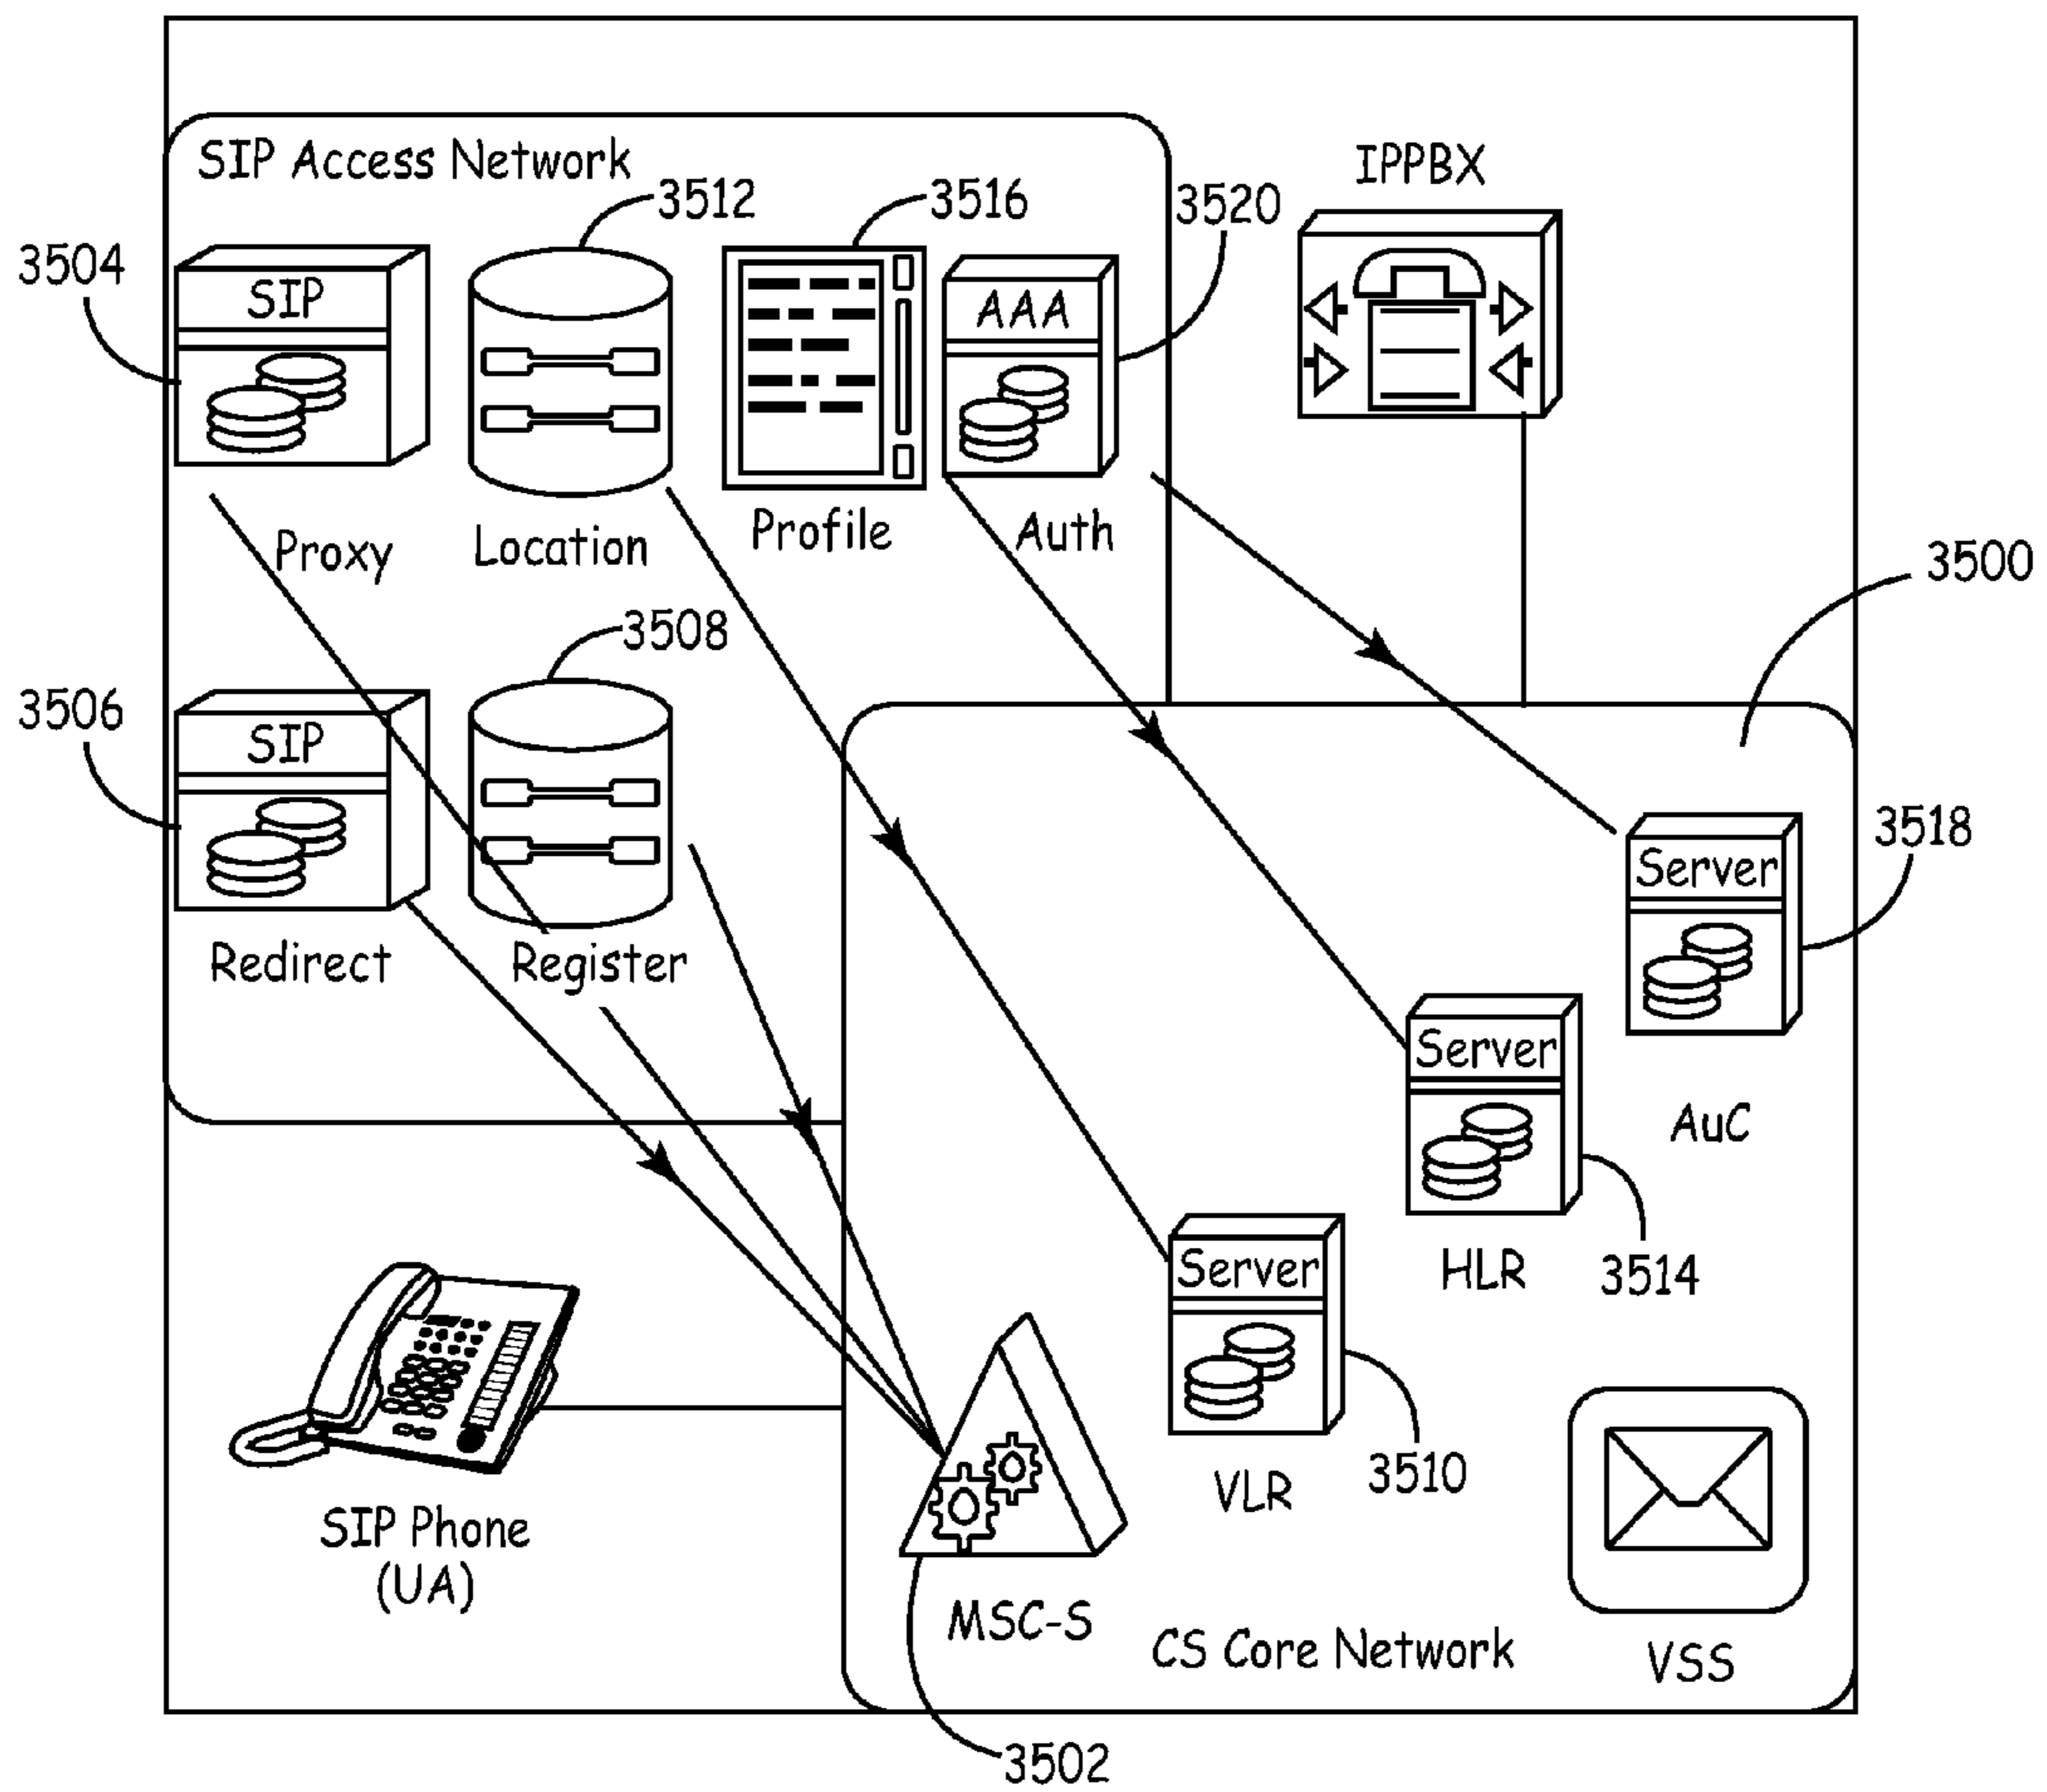 SIP Access Network
3512
3516
3520
IPPBX
3504
SIP
AAA
Proxy
Location
Profile
Auth
3500
3508
3506
SIP
3518
Server
Redirect
Register
Server
AuC
Server
HLR
3514
3510
VLR
SIP Phone
(UA)
MSC-S
CS Core Network
VSS
3502